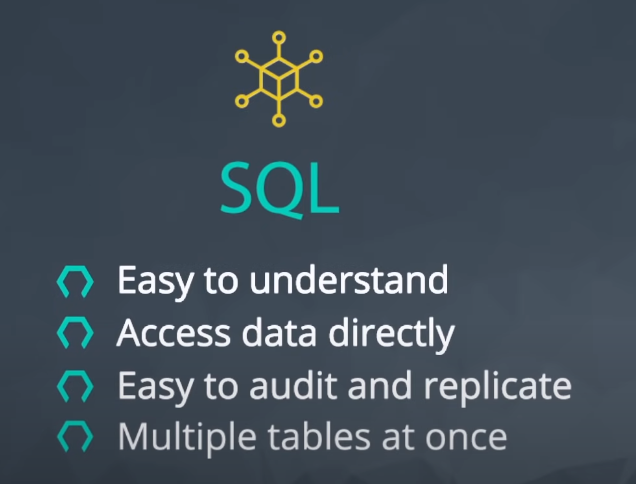 SQL
Easy to understand
Access data directly
Easy to audit and replicate
Multiple tables at once